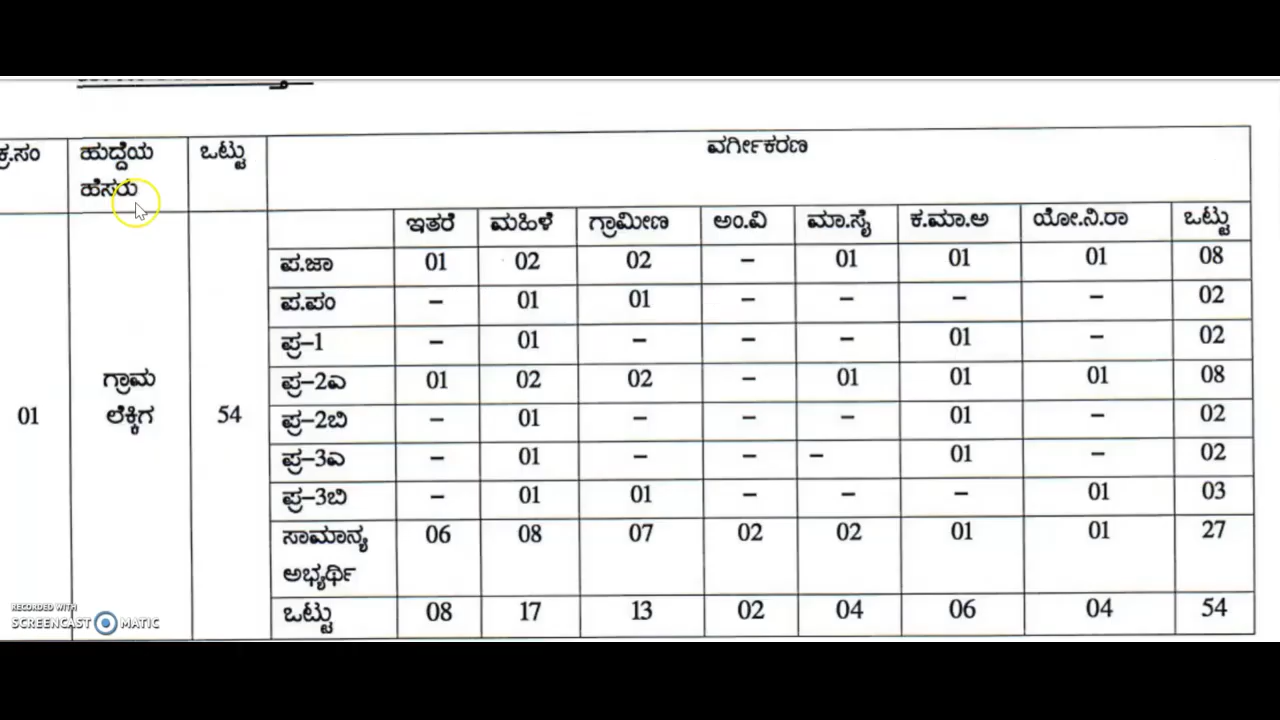 ಕ್ರ.ಸಂ ಹುದ್ದೆಯ ಹೆಸರು ಒಟ್ಟು ವರ್ಗೀಕರಣ
ಇತರೆ ಮಹಿಳೆ ಗ್ರಾಮೀಣ ಅಂ.ವಿ ಮಾ.ಸೈ ಕ.ಮಾ.ಅ ಯೋ.ನಿ.ರಾ ಒಟ್ಟು
01 ಗ್ರಾಮ ಲೆಕ್ಕಿಗ 54
ಪ.ಜಾ 01 02 02 – 01 01 01 08
ಪ.ಪಂ – 01 01 – – – – 02
ಪ್ರ–1 – 01 – – – 01 – 02
ಪ್ರ–2ಎ 01 02 02 – 01 01 01 08
ಪ್ರ–2ಬಿ – 01 – – – 01 – 02
ಪ್ರ–3ಎ – 01 – – – 01 – 02
ಪ್ರ–3ಬಿ – 01 01 – – – 01 03
ಸಾಮಾನ್ಯ ಅಭ್ಯರ್ಥಿ 06 08 07 02 02 01 01 27
ಒಟ್ಟು 08 17 13 02 04 06 04 54
RECORDED WITH
SCREENCAST MATIC